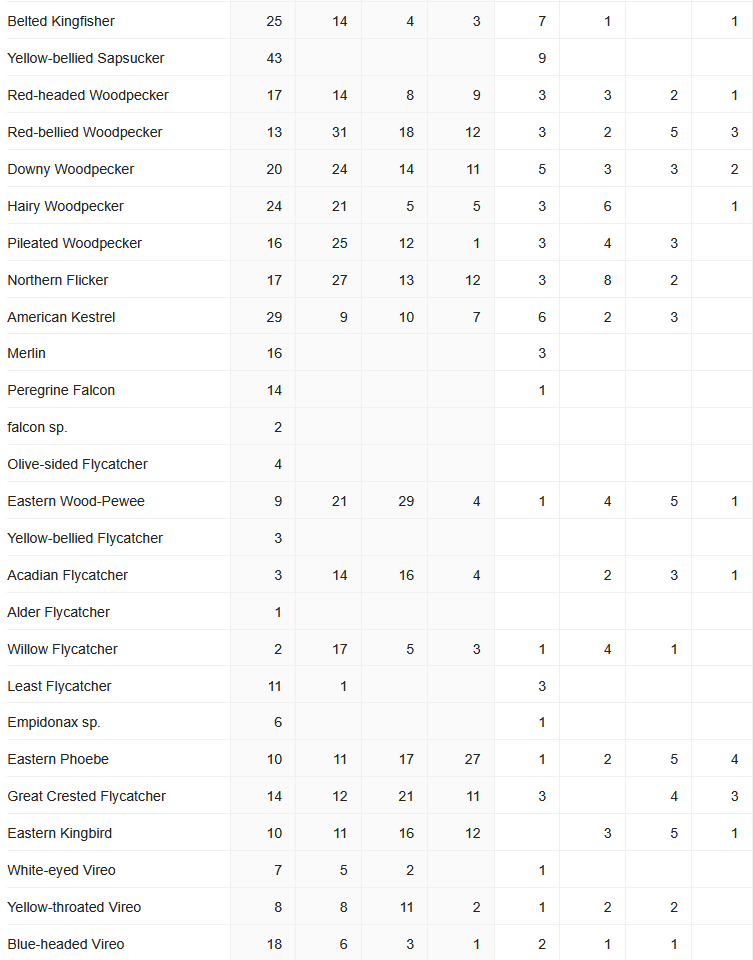 Belted Kingfisher 25 14 4 3 7 1 1
Yellow-bellied Sapsucker 43 9
Red-headed Woodpecker 17 14 8 9 3 3 2 1
Red-bellied Woodpecker 13 31 18 12 3 2 5 3
Downy Woodpecker 20 24 14 11 5 3 3 2
Hairy Woodpecker 24 21 5 5 3 6 1
Pileated Woodpecker 16 25 12 1 3 4 3
Northern Flicker 17 27 13 12 3 8 2
American Kestrel 29 9 10 7 6 2 3
Merlin 16 3
Peregrine Falcon 14 1
falcon sp. 2
Olive-sided Flycatcher 4
Eastern Wood-Pewee 9 21 29 4 1 4 5 1
Yellow-bellied Flycatcher 3
Acadian Flycatcher 3 14 16 4 2 3 1
Alder Flycatcher 1
Willow Flycatcher 2 17 5 3 1 4 1
Least Flycatcher 11 1 3
Empidonax sp. 6 1
Eastern Phoebe 10 11 17 27 1 2 5 4
Great Crested Flycatcher 14 12 21 11 3 4 3
Eastern Kingbird 10 11 16 12 3 5 1
White-eyed Vireo 7 5 2 1
Yellow-throated Vireo 8 8 11 2 1 2 2
Blue-headed Vireo 18 6 3 1 2 1 1